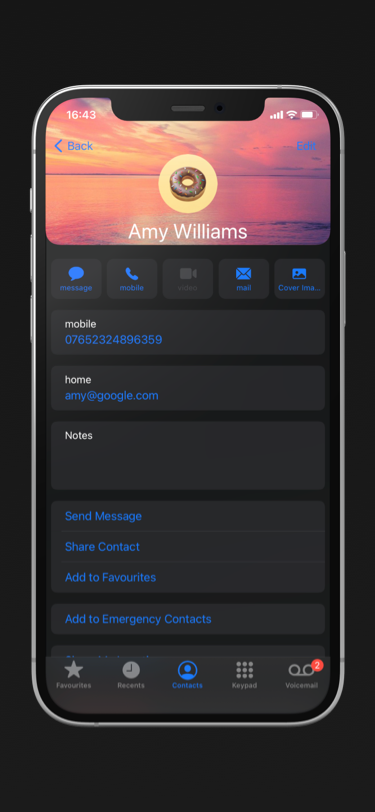 16:43
Back
Edit
Amy Williams
message
mobile
video
mail
Cover Ima...
mobile
07652324896359
home
amy@google.com
Notes
Send Message
Share Contact
Add to Favourites
Add to Emergency Contacts
Favourites
Recents
Contacts
Keypad
Voicemail
2